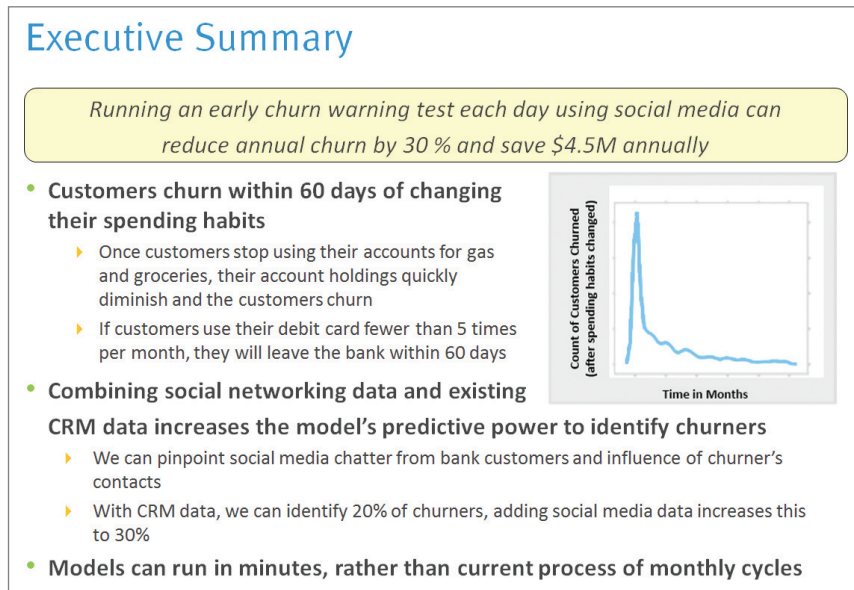 Executive Summary
Running an early churn warning test each day using social media can
reduce annual churn by 30 % and save $4.5M annually
• Customers churn within 60 days of changing
their spending habits
Once customers stop using their accounts for gas
and groceries, their account holdings quickly
diminish and the customers churn
If customers use their debit card fewer than 5 times
per month, they will leave the bank within 60 days
Count of Customers Churned
(after spending habits changed)
Time in Months
• Combining social networking data and existing
CRM data increases the model's predictive power to identify churners
We can pinpoint social media chatter from bank customers and influence of churner's
contacts
With CRM data, we can identify 20% of churners, adding social media data increases this
to 30%
• Models can run in minutes, rather than current process of monthly cycles